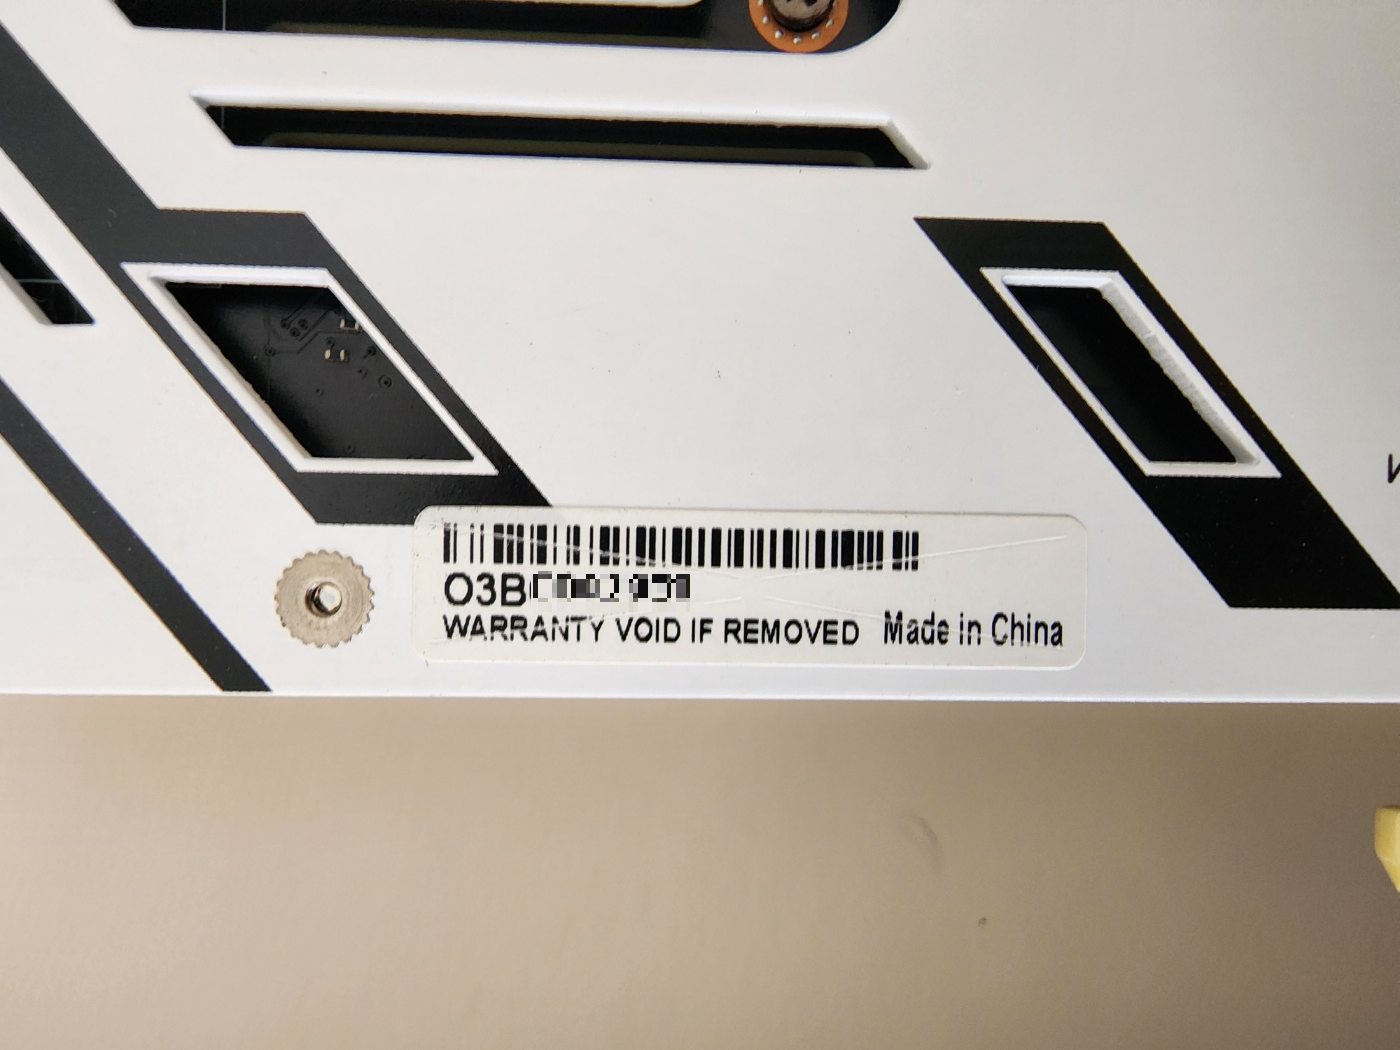 O3B
WARRANTY VOID IF REMOVED Made in China